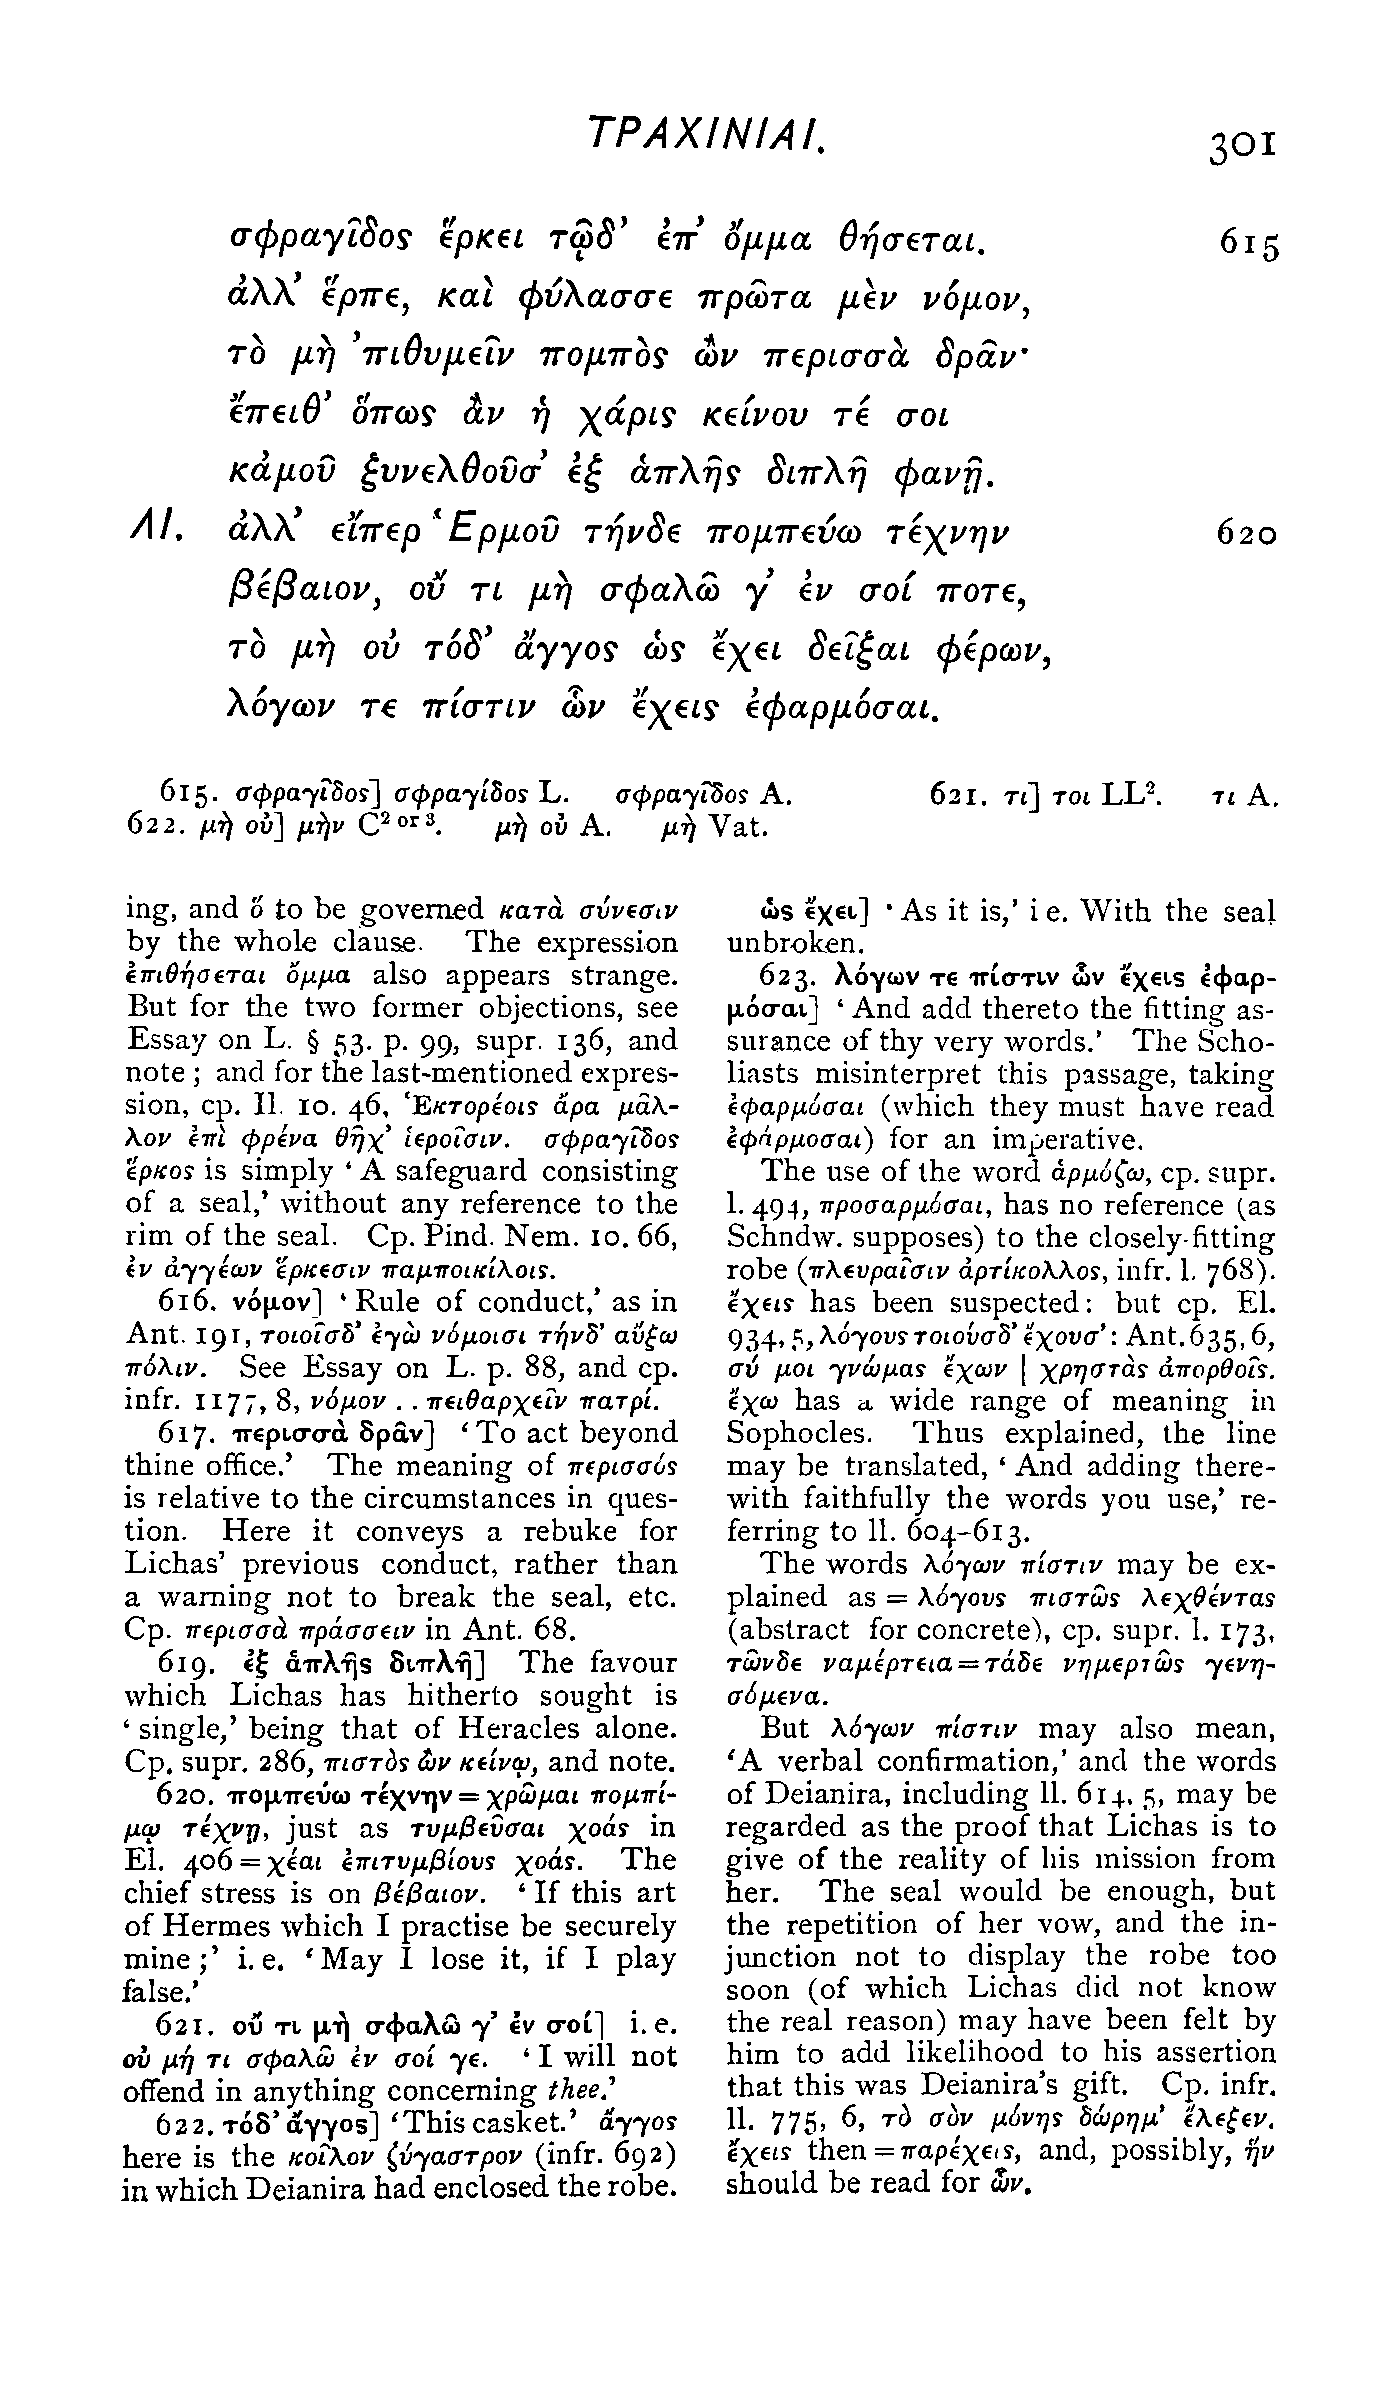 ΤΡΑΧΙΝΙΑΙ.
301
σφραγῖδος ἕρκει τῷδ’ ἐπ’ ὄμμα θήσεται. 615
ἀλλ’ ἕρπε, καὶ φύλασσε πρῶτα μὲν νόμον,
τὸ μὴ ’πιθυμεῖν πομπὸς ὢν περισσὰ δρᾶν·
ἔπειθ’ ὅπως ἂν ἡ χάρις κείνου τέ σοι
κἀμοῦ ξυνελθοῦσ’ ἐξ ἁπλῆς διπλῆ φανῇ.
ΛΙ. ἀλλ’ εἴπερ Ἑρμοῦ τήνδε πομπεύω τέχνην 620
βέβαιον, οὔ τι μὴ σφαλῶ γ’ ἐν σοί ποτε,
τὸ μὴ οὐ τόδ’ ἄγγος ὡς ἔχει δεῖξαι φέρων,
λόγων τε πίστιν ὧν ἔχεις ἐφαρμόσαι.
615. σφραγῖδος] σφραγίδος L. σφραγῖδος A. 621. τι] τοι LL². τι A.
622. μὴ οὐ] μὴν C² ᵒʳ ³. μὴ οὐ A. μὴ Vat.
ing, and ὅ to be governed κατὰ σύνεσιν
by the whole clause. The expression
ἐπιθήσεται ὄμμα also appears strange.
But for the two former objections, see
Essay on L. § 53. p. 99, supr. 136, and
note ; and for the last-mentioned expres-
sion, cp. Il. 10. 46, Ἑκτορέοις ἄρα μᾶλ-
λον ἐπὶ φρένα θῆχ’ ἱεροῖσιν. σφραγῖδος
ἕρκος is simply ‘ A safeguard consisting
of a seal,’ without any reference to the
rim of the seal. Cp. Pind. Nem. 10. 66,
ἐν ἀγγέων ἕρκεσιν παμποικίλοις.
616. νόμον] ‘ Rule of conduct,’ as in
Ant. 191, τοιοῖσδ’ ἐγὼ νόμοισι τήνδ’ αὔξω
πόλιν. See Essay on L. p. 88, and cp.
infr. 1177, 8, νόμον . . πειθαρχεῖν πατρί.
617. περισσὰ δρᾶν] ‘ To act beyond
thine office.’ The meaning of περισσός
is relative to the circumstances in ques-
tion. Here it conveys a rebuke for
Lichas’ previous conduct, rather than
a warning not to break the seal, etc.
Cp. περισσὰ πράσσειν in Ant. 68.
619. ἐξ ἁπλῆς διπλῆ] The favour
which Lichas has hitherto sought is
‘ single,’ being that of Heracles alone.
Cp. supr. 286, πιστὸς ὢν κείνῳ, and note.
620. πομπεύω τέχνην = χρῶμαι πομπί-
μῳ τέχνῃ, just as τυμβεῦσαι χοάς in
El. 406 = χέαι ἐπιτυμβίους χοάς. The
chief stress is on βέβαιον. ‘ If this art
of Hermes which I practise be securely
mine ;’ i. e. ‘ May I lose it, if I play
false.’
621. οὔ τι μὴ σφαλῶ γ’ ἐν σοί] i. e.
οὐ μή τι σφαλῶ ἐν σοί γε. ‘ I will not
offend in anything concerning thee.’
622. τόδ’ ἄγγος] ‘This casket.’ ἄγγος
here is the κοῖλον ζύγαστρον (infr. 692)
in which Deianira had enclosed the robe.
ὡς ἔχει] ‘ As it is,’ i e. With the seal
unbroken.
623. λόγων τε πίστιν ὧν ἔχεις ἐφαρ-
μόσαι] ‘ And add thereto the fitting as-
surance of thy very words.’ The Scho-
liasts misinterpret this passage, taking
ἐφαρμόσαι (which they must have read
ἐφάρμοσαι) for an imperative.
The use of the word ἁρμόζω, cp. supr.
l. 494, προσαρμόσαι, has no reference (as
Schndw. supposes) to the closely-fitting
robe (πλευραῖσιν ἀρτίκολλος, infr. l. 768).
ἔχεις has been suspected: but cp. El.
934, 5, λόγους τοιούσδ’ ἔχουσ’: Ant. 635, 6,
σύ μοι γνώμας ἔχων | χρηστὰς ἀπορθοῖς.
ἔχω has a wide range of meaning in
Sophocles. Thus explained, the line
may be translated, ‘ And adding there-
with faithfully the words you use,’ re-
ferring to ll. 604-613.
The words λόγων πίστιν may be ex-
plained as = λόγους πιστῶς λεχθέντας
(abstract for concrete), cp. supr. l. 173,
τῶνδε ναμέρτεια = τάδε νημερτῶς γενη-
σόμενα.
But λόγων πίστιν may also mean,
‘A verbal confirmation,’ and the words
of Deianira, including ll. 614, 5, may be
regarded as the proof that Lichas is to
give of the reality of his mission from
her. The seal would be enough, but
the repetition of her vow, and the in-
junction not to display the robe too
soon (of which Lichas did not know
the real reason) may have been felt by
him to add likelihood to his assertion
that this was Deianira’s gift. Cp. infr.
ll. 775, 6, τὸ σὸν μόνης δώρημ’ ἔλεξεν.
ἔχεις then = παρέχεις, and, possibly, ἥν
should be read for ὧν.